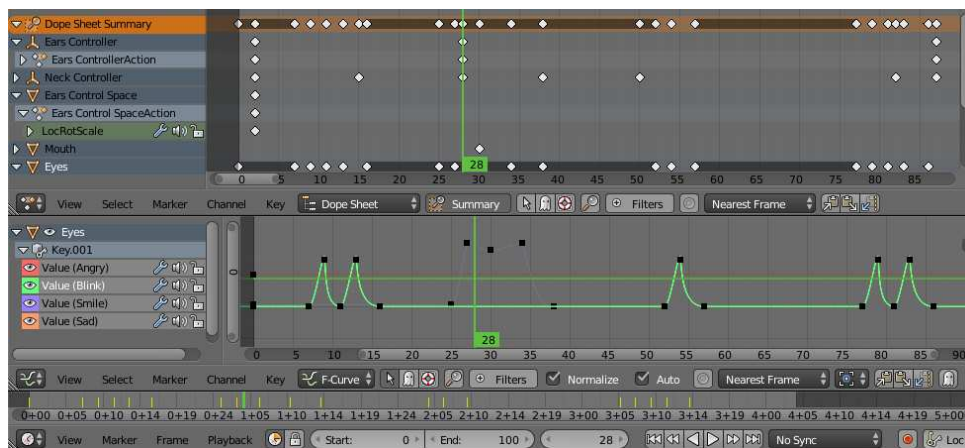 Dope Sheet Summary
Ears Controller
Ears ControllerAction
Neck Controller
Ears Control Space
Ears Control SpaceAction
LocRotScale
Mouth
Eyes
28
0 5 10 15 20 25 30 35 40 45 50 55 60 65 70 75 80 85
View Select Marker Channel Key Dope Sheet Summary Filters Nearest Frame
Eyes
Key.001
Value (Angry)
Value (Blink)
Value (Smile)
Value (Sad)
28
0 5 10 15 20 25 30 35 40 45 50 55 60 65 70 75 80 85 90
View Select Marker Channel Key F-Curve Filters Normalize Auto Nearest Frame
0+00 0+05 0+10 0+14 0+19 0+24 1+05 1+10 1+14 1+19 1+24 2+05 2+10 2+14 2+19 3+00 3+05 3+10 3+14 3+19 4+00 4+05 4+10 4+14 4+19 5+00
View Marker Frame Playback Start: 0 End: 100 28 No Sync Loc